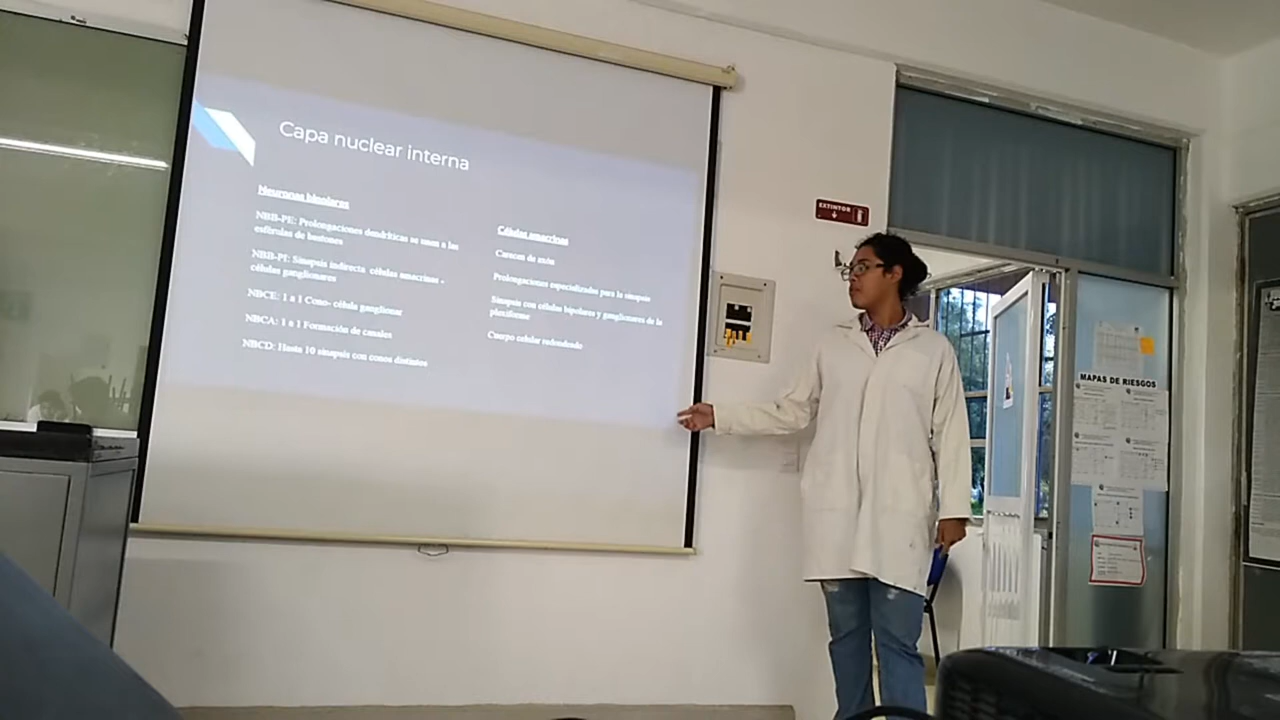 Capa nuclear interna
Neuronas bipolares
NBB-PE: Prolongaciones dendríticas se unen a las
esférulas de bastones
NBB-PI: Sinapsis indirecta células amacrinas -
células ganglionares
NBCE: 1 a 1 Cono- célula ganglionar
NBCA: 1 a 1 Formación de canales
NBCD: Hasta 10 sinapsis con conos distintos
Células amacrinas
Carecen de axón
Prolongaciones especializadas para la sinapsis
Sinapsis con células bipolares y ganglionares de la
plexiforme
Cuerpo celular redondeado
EXTINTOR
MAPAS DE RIESGOS